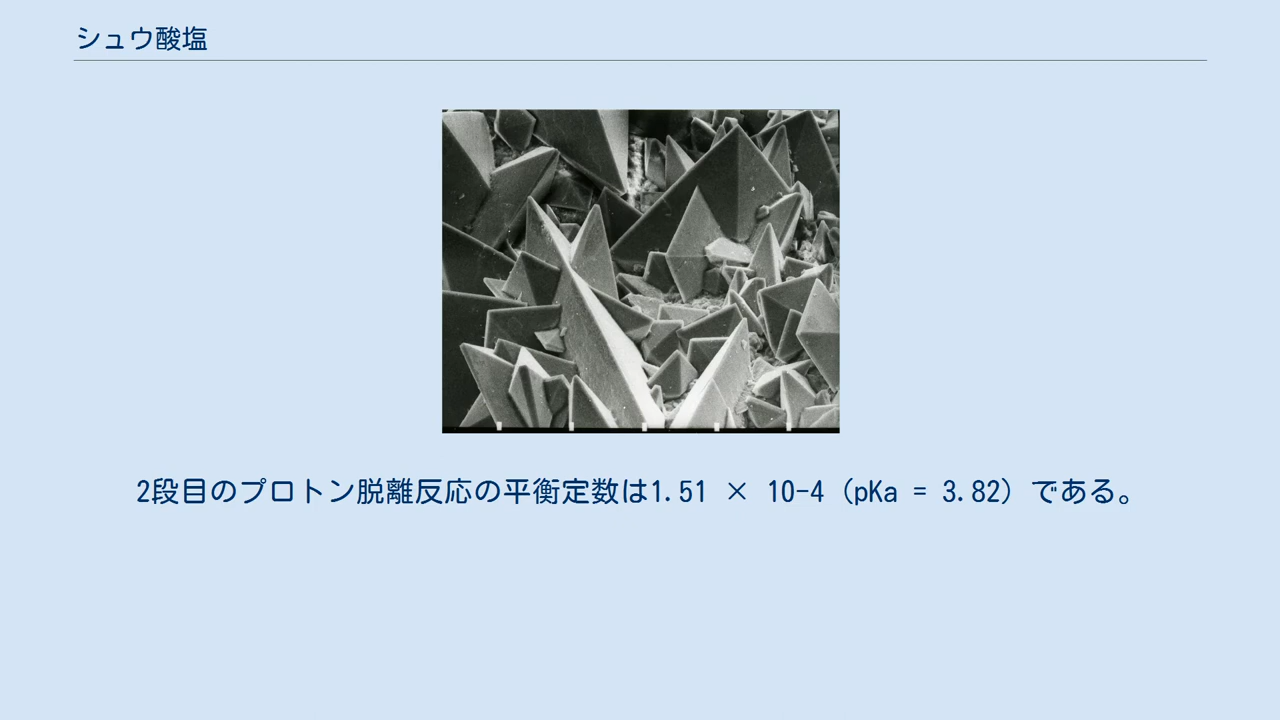 シュウ酸塩
2段目のプロトン脱離反応の平衡定数は1.51 × 10-4（pKa = 3.82）である。